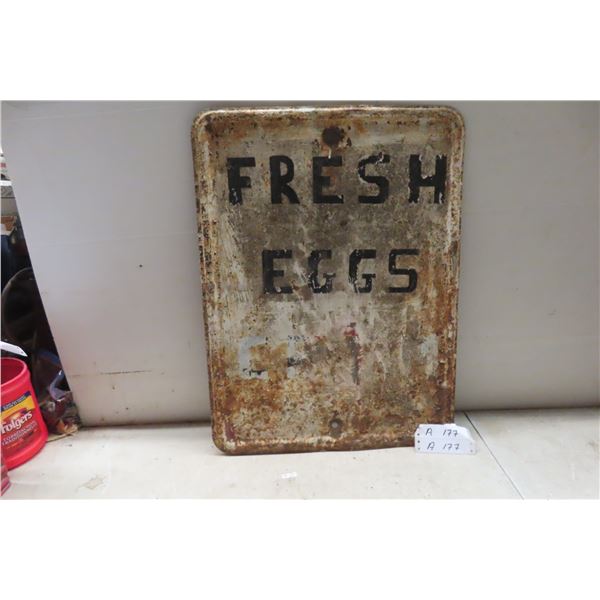 FRESH
EGGS
Folgers
A 177
A 177